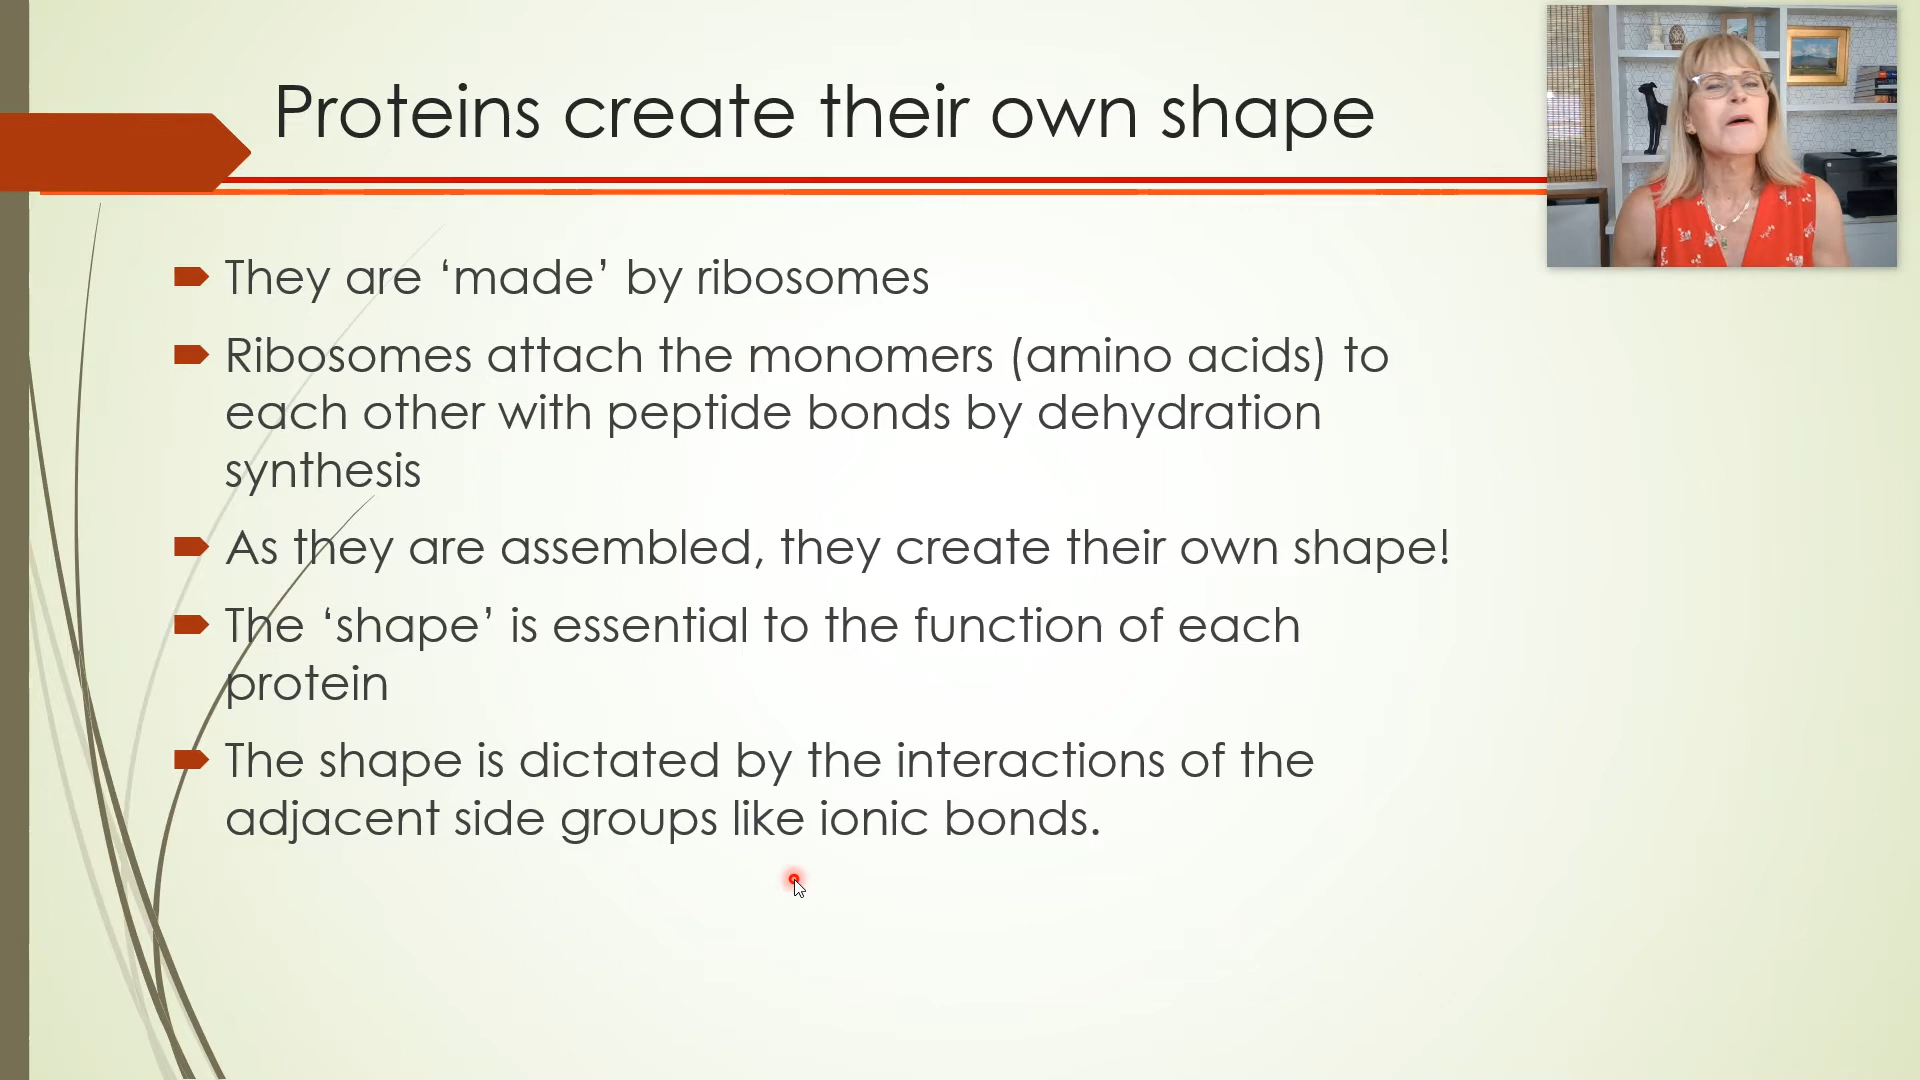 Proteins create their own shape
They are ‘made’ by ribosomes
Ribosomes attach the monomers (amino acids) to
each other with peptide bonds by dehydration
synthesis
As they are assembled, they create their own shape!
The ‘shape’ is essential to the function of each
protein
The shape is dictated by the interactions of the
adjacent side groups like ionic bonds.